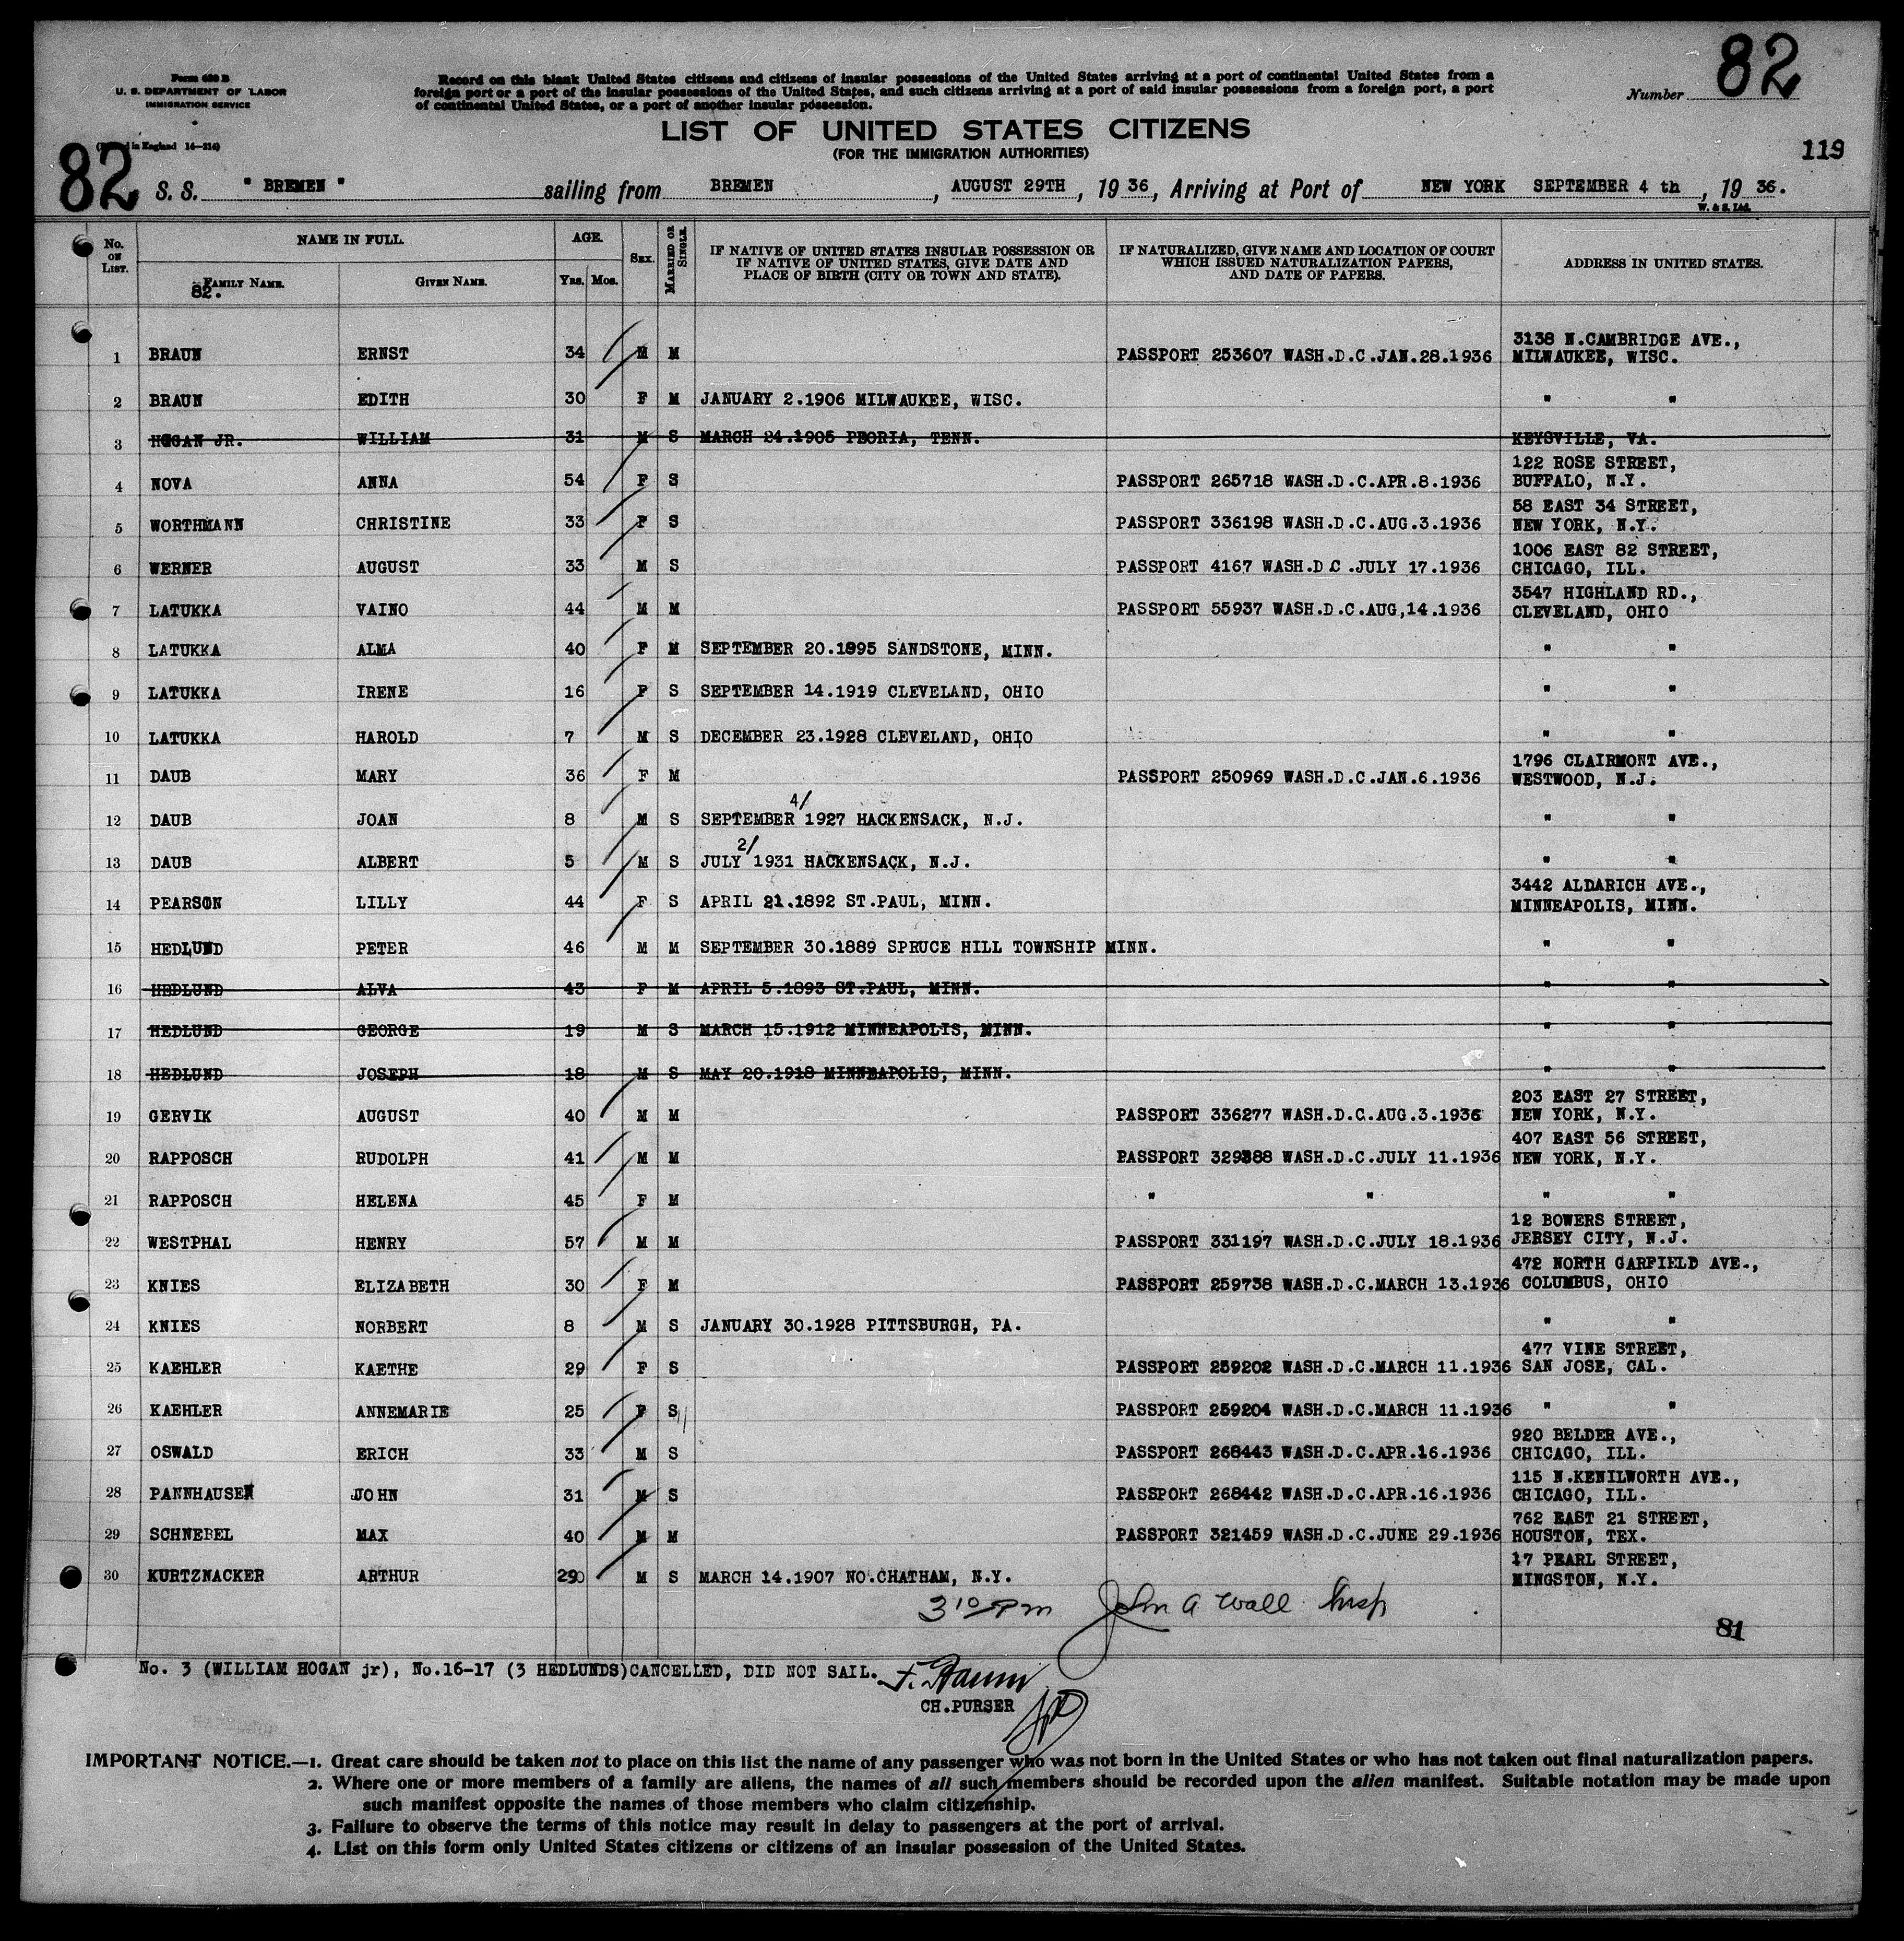 Form 630 B
U. S. DEPARTMENT OF LABOR
IMMIGRATION SERVICE
in England 14—214)
Record on this blank United States citizens and citizens of insular possessions of the United States arriving at a port of continental United States from a
foreign port or a port of the insular possessions of the United States, and such citizens arriving at a port of said insular possessions from a foreign port, a port
of continental United States, or a port of another insular possession.
Number 82
LIST OF UNITED STATES CITIZENS
(FOR THE IMMIGRATION AUTHORITIES)
119
82 S. S. " BREMEN " sailing from BREMEN, AUGUST 29TH, 19 36, Arriving at Port of NEW YORK SEPTEMBER 4 th, 19 36.
W. & S. Ltd.
No. ON LIST. NAME IN FULL. AGE. SEX. MARRIED OR SINGLE. IF NATIVE OF UNITED STATES INSULAR POSSESSION OR IF NATIVE OF UNITED STATES, GIVE DATE AND PLACE OF BIRTH (CITY OR TOWN AND STATE). IF NATURALIZED, GIVE NAME AND LOCATION OF COURT WHICH ISSUED NATURALIZATION PAPERS, AND DATE OF PAPERS. ADDRESS IN UNITED STATES.
FAMILY NAME. GIVEN NAME. YRS. MOS.
82.
1 BRAUN ERNST 34 M M PASSPORT 253607 WASH.D.C.JAN.28.1936 3138 N.CAMBRIDGE AVE., MILWAUKEE, WISC.
2 BRAUN EDITH 30 F M JANUARY 2.1906 MILWAUKEE, WISC. " "
3 HOGAN JR. WILLIAM 31 M S MARCH 24.1905 PEORIA, TENN. KEYSVILLE, VA.
4 NOVA ANNA 54 F S PASSPORT 265718 WASH.D.C.APR.8.1936 122 ROSE STREET, BUFFALO, N.Y.
5 WORTHMANN CHRISTINE 33 F S PASSPORT 336198 WASH.D.C.AUG.3.1936 58 EAST 34 STREET, NEW YORK, N.Y.
6 WERNER AUGUST 33 M S PASSPORT 4167 WASH.D.C.JULY 17.1936 1006 EAST 82 STREET, CHICAGO, ILL.
7 LATUKKA VAINO 44 M M PASSPORT 55937 WASH.D.C.AUG,14.1936 3547 HIGHLAND RD., CLEVELAND, OHIO
8 LATUKKA ALMA 40 F M SEPTEMBER 20.1895 SANDSTONE, MINN. " "
9 LATUKKA IRENE 16 F S SEPTEMBER 14.1919 CLEVELAND, OHIO " "
10 LATUKKA HAROLD 7 M S DECEMBER 23.1928 CLEVELAND, OHIO " "
11 DAUB MARY 36 F M PASSPORT 250969 WASH.D.C.JAN.6.1936 1796 CLAIRMONT AVE., WESTWOOD, N.J.
12 DAUB JOAN 8 M S SEPTEMBER 4/ 1927 HACKENSACK, N.J. " "
13 DAUB ALBERT 5 M S JULY 2/ 1931 HACKENSACK, N.J. " "
14 PEARSON LILLY 44 F S APRIL 21.1892 ST.PAUL, MINN. 3442 ALDARICH AVE., MINNEAPOLIS, MINN.
15 HEDLUND PETER 46 M M SEPTEMBER 30.1889 SPRUCE HILL TOWNSHIP MINN. " "
16 HEDLUND ALVA 43 F M APRIL 5.1893 ST.PAUL, MINN. " "
17 HEDLUND GEORGE 19 M S MARCH 15.1912 MINNEAPOLIS, MINN. " "
18 HEDLUND JOSEPH 18 M S MAY 20.1918 MINNEAPOLIS, MINN. " "
19 GERVIK AUGUST 40 M M PASSPORT 336277 WASH.D.C.AUG.3.1936 203 EAST 27 STREET, NEW YORK, N.Y.
20 RAPPOSCH RUDOLPH 41 M M PASSPORT 329388 WASH.D.C.JULY 11.1936 407 EAST 56 STREET, NEW YORK, N.Y.
21 RAPPOSCH HELENA 45 F M " " " "
22 WESTPHAL HENRY 57 M M PASSPORT 331197 WASH.D.C.JULY 18.1936 12 BOWERS STREET, JERSEY CITY, N.J.
23 KNIES ELIZABETH 30 F M PASSPORT 259738 WASH.D.C.MARCH 13.1936 472 NORTH GARFIELD AVE., COLUMBUS, OHIO
24 KNIES NORBERT 8 M S JANUARY 30.1928 PITTSBURGH, PA. " "
25 KAEHLER KAETHE 29 F S PASSPORT 259202 WASH.D.C.MARCH 11.1936 477 VINE STREET, SAN JOSE, CAL.
26 KAEHLER ANNEMARIE 25 F S PASSPORT 259204 WASH.D.C.MARCH 11.1936 " "
27 OSWALD ERICH 33 M S PASSPORT 268443 WASH.D.C.APR.16.1936 920 BELDER AVE., CHICAGO, ILL.
28 PANNHAUSEN JOHN 31 M S PASSPORT 268442 WASH.D.C.APR.16.1936 115 N.KENILWORTH AVE., CHICAGO, ILL.
29 SCHNEBEL MAX 40 M M PASSPORT 321459 WASH.D.C.JUNE 29.1936 762 EAST 21 STREET, HOUSTON, TEX.
30 KURTZNACKER ARTHUR 29 M S MARCH 14.1907 NO.CHATHAM, N.Y. 17 PEARL STREET, MINGSTON, N.Y.
3 10 pm John A Wall Insp
81
No. 3 (WILLIAM HOGAN jr), No.16-17 (3 HEDLUNDS)CANCELLED, DID NOT SAIL.
CH.PURSER
IMPORTANT NOTICE.—1. Great care should be taken not to place on this list the name of any passenger who was not born in the United States or who has not taken out final naturalization papers.
2. Where one or more members of a family are aliens, the names of all such members should be recorded upon the alien manifest. Suitable notation may be made upon
such manifest opposite the names of those members who claim citizenship.
3. Failure to observe the terms of this notice may result in delay to passengers at the port of arrival.
4. List on this form only United States citizens or citizens of an insular possession of the United States.